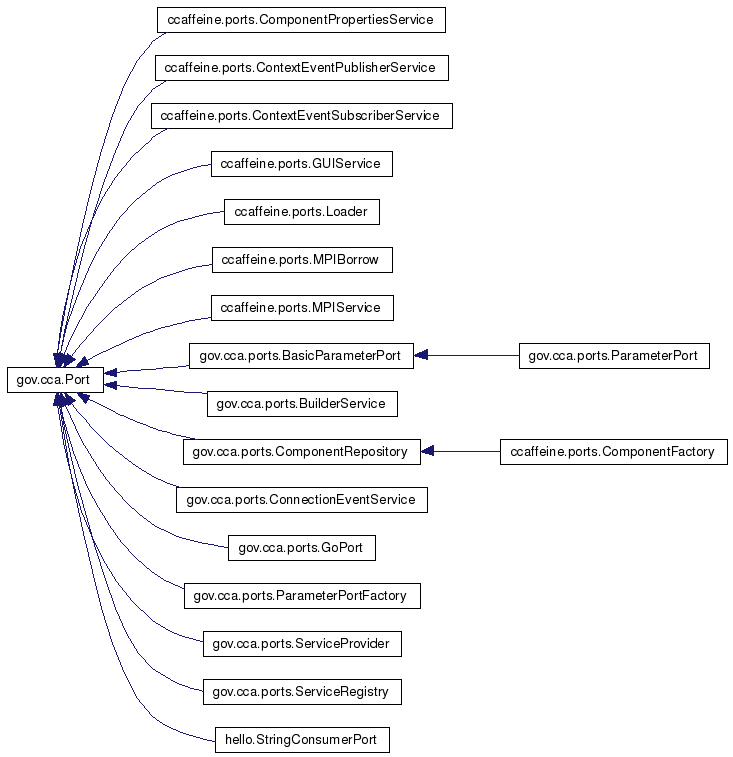 ccaffeine.ports.ComponentPropertiesService
ccaffeine.ports.ContextEventPublisherService
ccaffeine.ports.ContextEventSubscriberService
ccaffeine.ports.GUIService
ccaffeine.ports.Loader
ccaffeine.ports.MPIBorrow
ccaffeine.ports.MPIService
gov.cca.ports.BasicParameterPort
gov.cca.ports.ParameterPort
gov.cca.Port
gov.cca.ports.BuilderService
gov.cca.ports.ComponentRepository
ccaffeine.ports.ComponentFactory
gov.cca.ports.ConnectionEventService
gov.cca.ports.GoPort
gov.cca.ports.ParameterPortFactory
gov.cca.ports.ServiceProvider
gov.cca.ports.ServiceRegistry
hello.StringConsumerPort